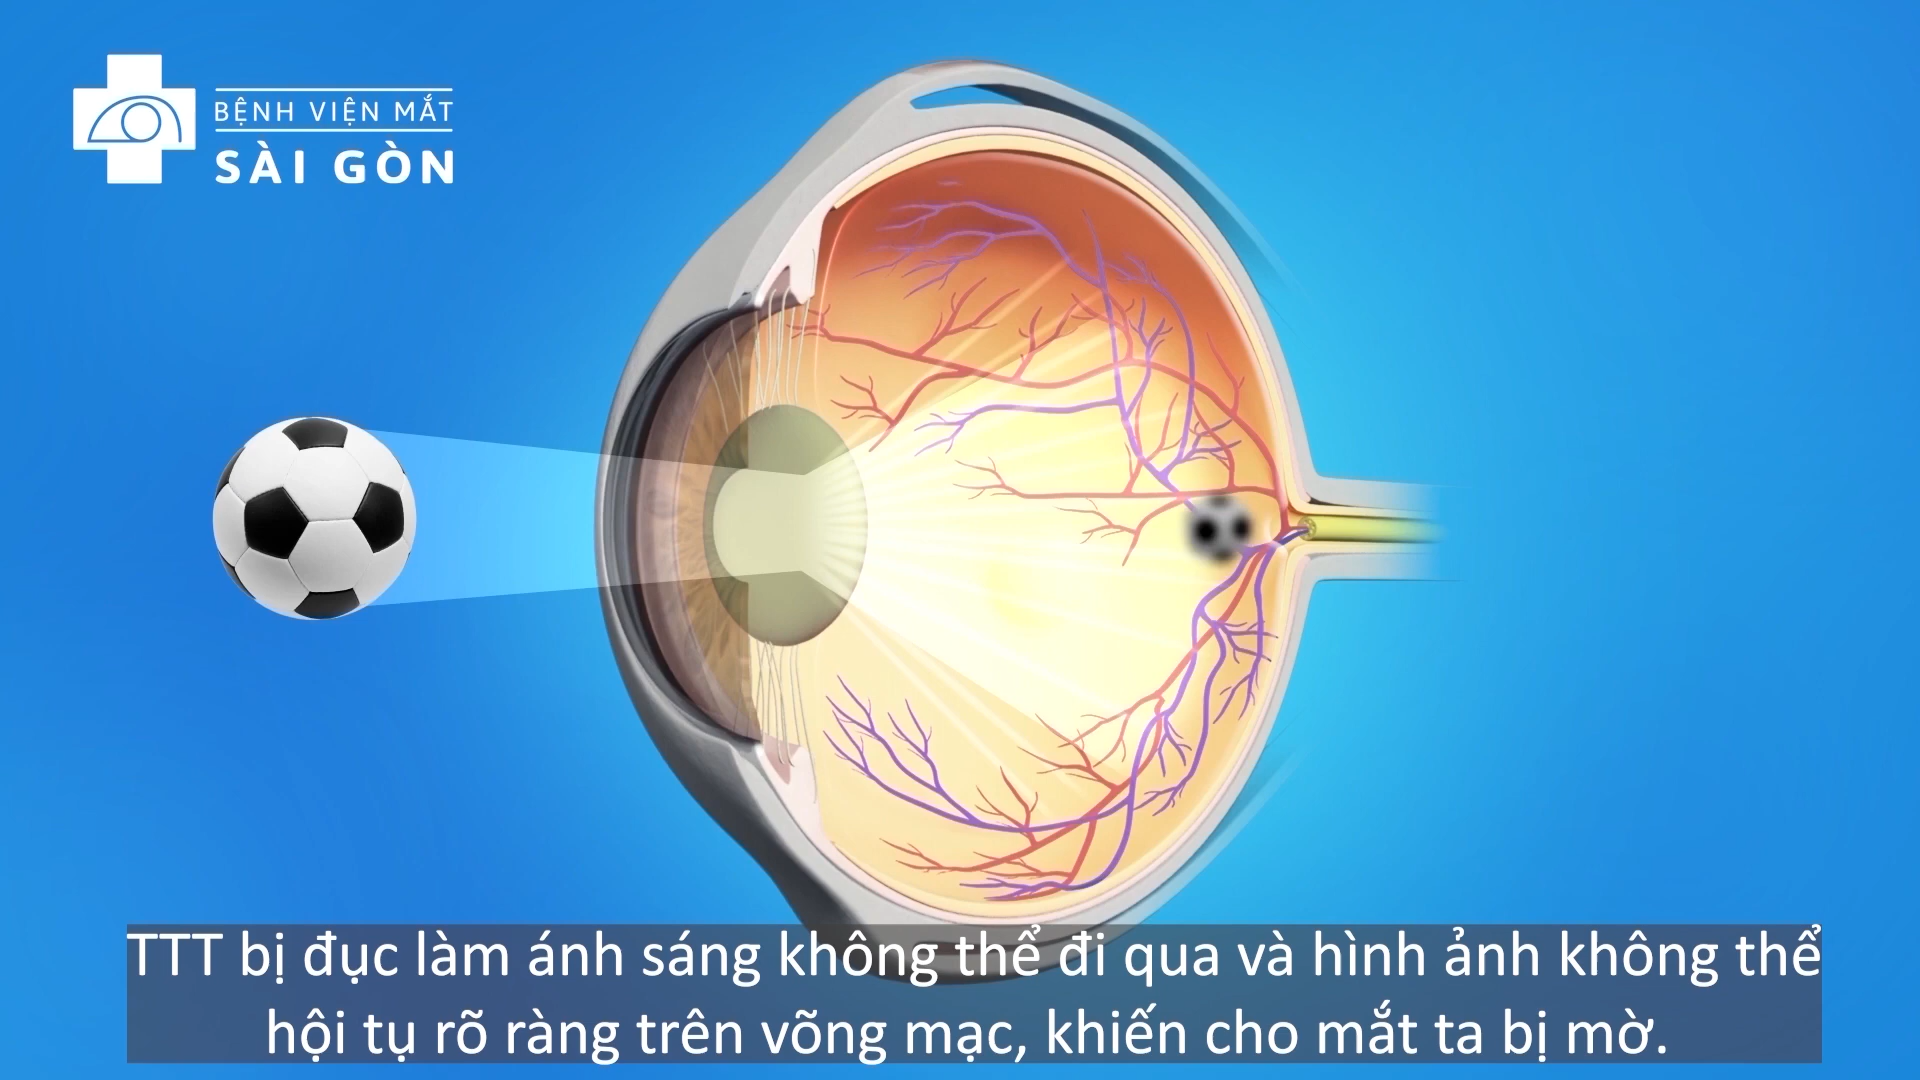 BỆNH VIỆN MẮT
SÀI GÒN
TTT bị đục làm ánh sáng không thể đi qua và hình ảnh không thể
hội tụ rõ ràng trên võng mạc, khiến cho mắt ta bị mờ.